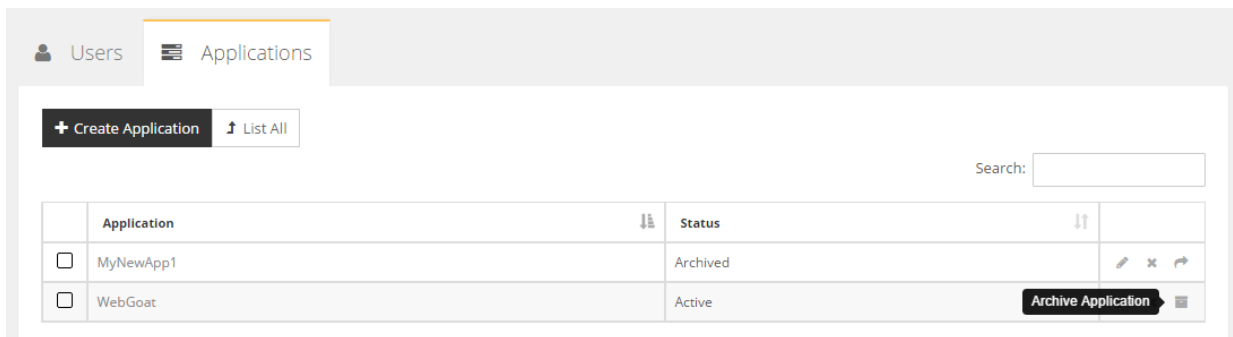 Users Applications
Create Application List All
Search:
Application Status
MyNewApp1 Archived
WebGoat Active Archive Application